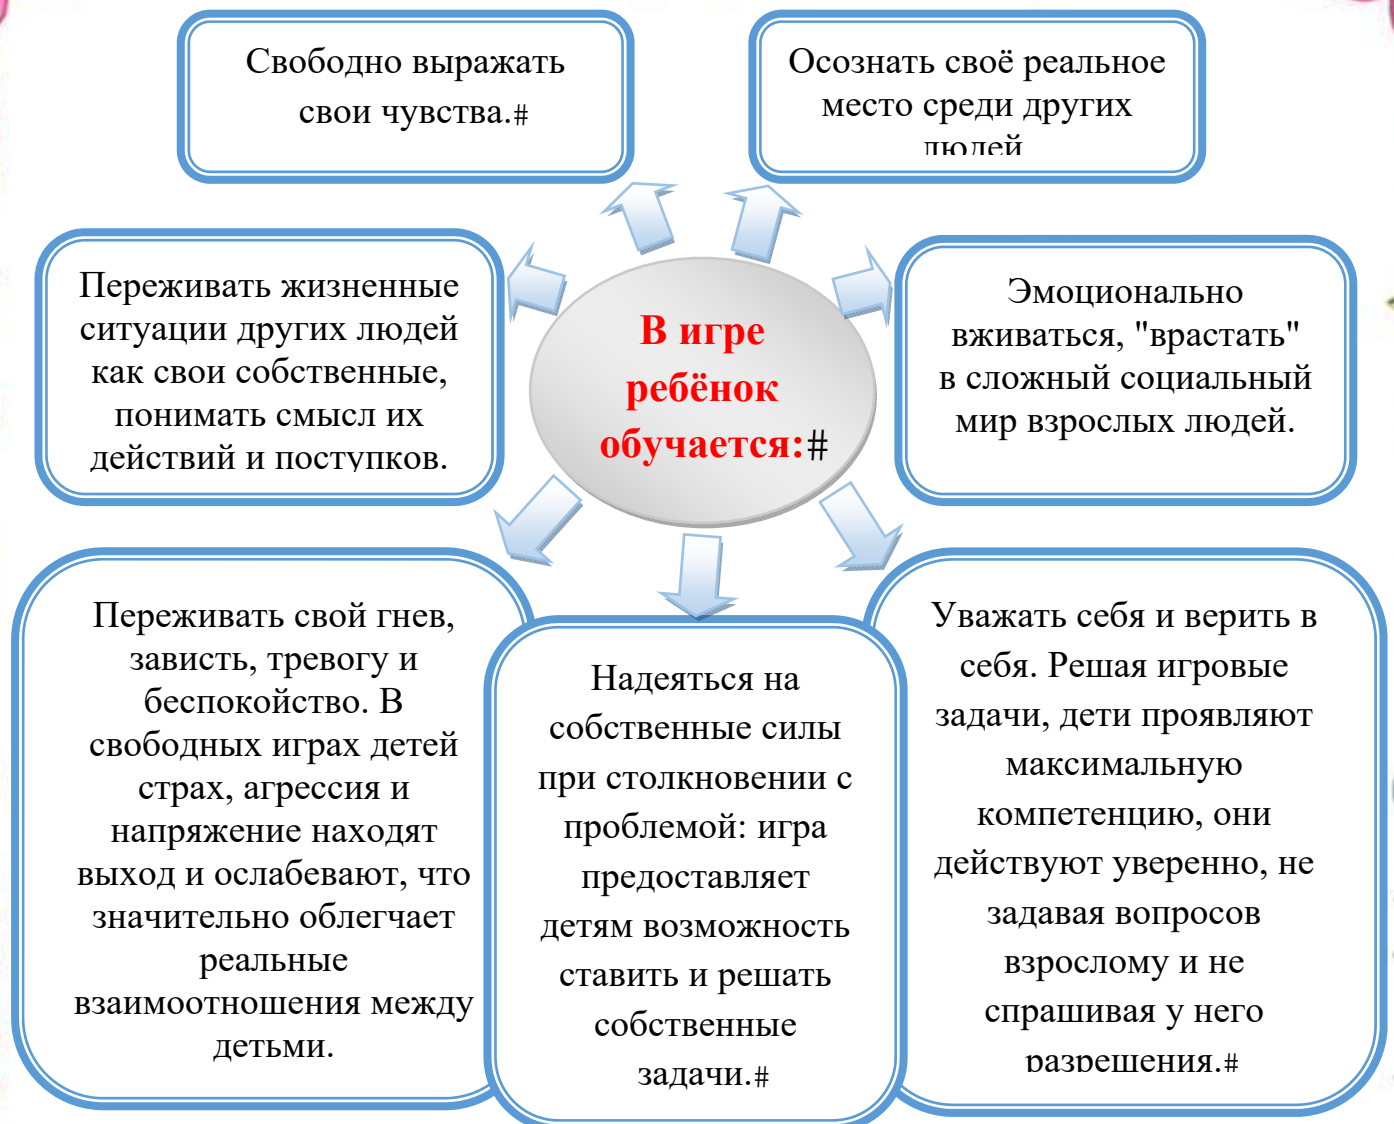 Свободно выражать
свои чувства.#
Осознать своё реальное
место среди других
людей
Переживать жизненные
ситуации других людей
как свои собственные,
понимать смысл их
действий и поступков.
В игре
ребёнок
обучается:#
Эмоционально
вживаться, "врастать"
в сложный социальный
мир взрослых людей.
Переживать свой гнев,
зависть, тревогу и
беспокойство. В
свободных играх детей
страх, агрессия и
напряжение находят
выход и ослабевают, что
значительно облегчает
реальные
взаимоотношения между
детьми.
Надеяться на
собственные силы
при столкновении с
проблемой: игра
предоставляет
детям возможность
ставить и решать
собственные
задачи.#
Уважать себя и верить в
себя. Решая игровые
задачи, дети проявляют
максимальную
компетенцию, они
действуют уверенно, не
задавая вопросов
взрослому и не
спрашивая у него
разрешения.#